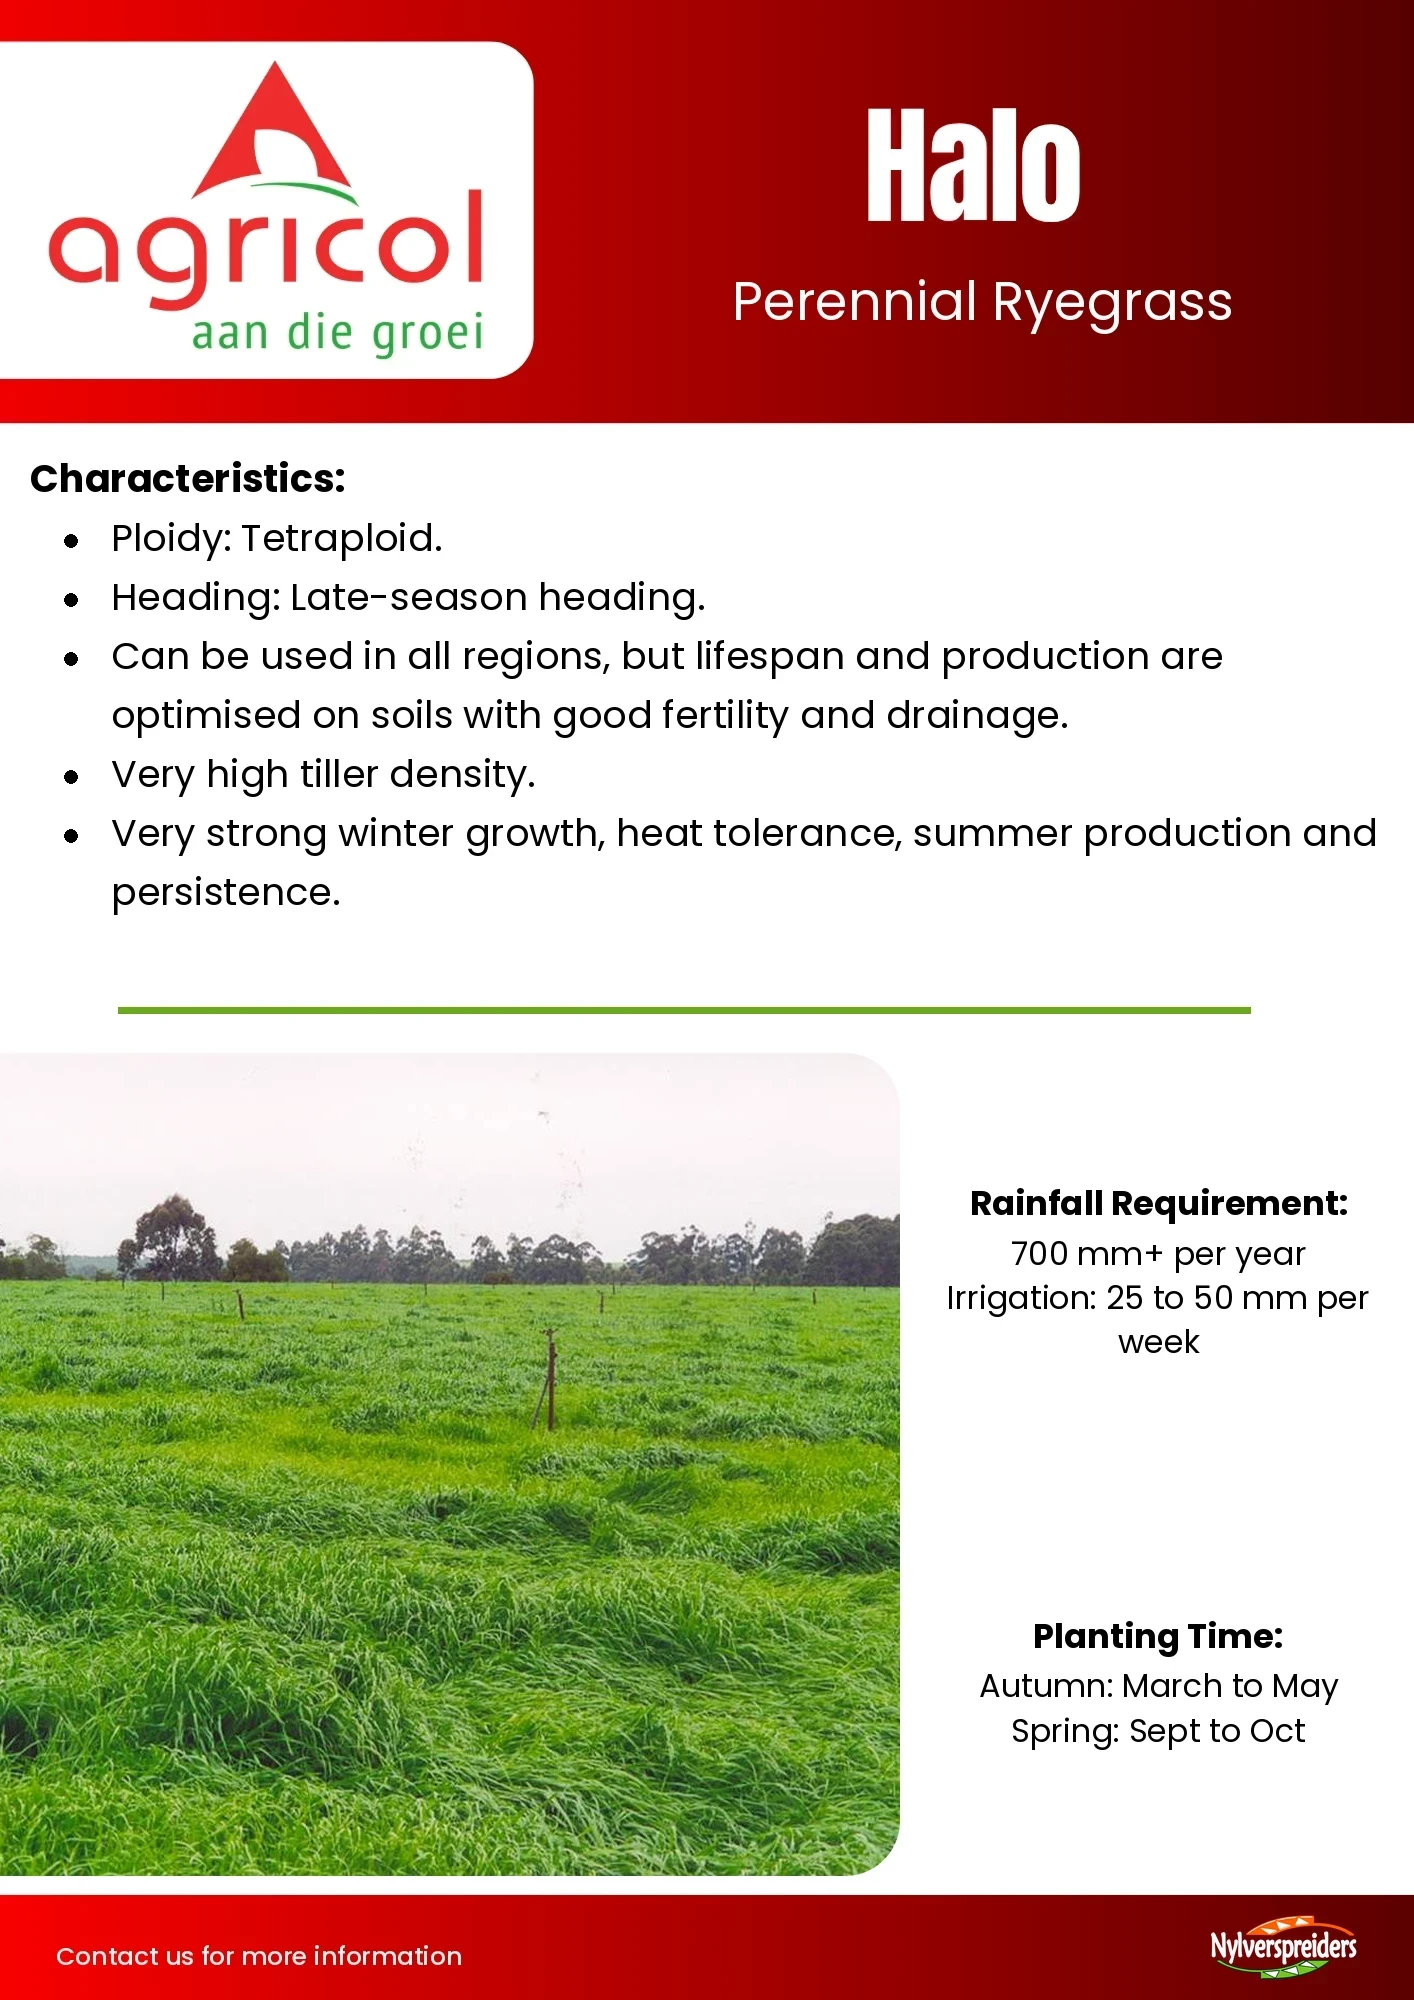 agricol
aan die groei
Halo
Perennial Ryegrass
Characteristics:
• Ploidy: Tetraploid.
• Heading: Late-season heading.
• Can be used in all regions, but lifespan and production are
optimised on soils with good fertility and drainage.
• Very high tiller density.
• Very strong winter growth, heat tolerance, summer production and
persistence.
Rainfall Requirement:
700 mm+ per year
Irrigation: 25 to 50 mm per
week
Planting Time:
Autumn: March to May
Spring: Sept to Oct
Contact us for more information
Nylverspreiders